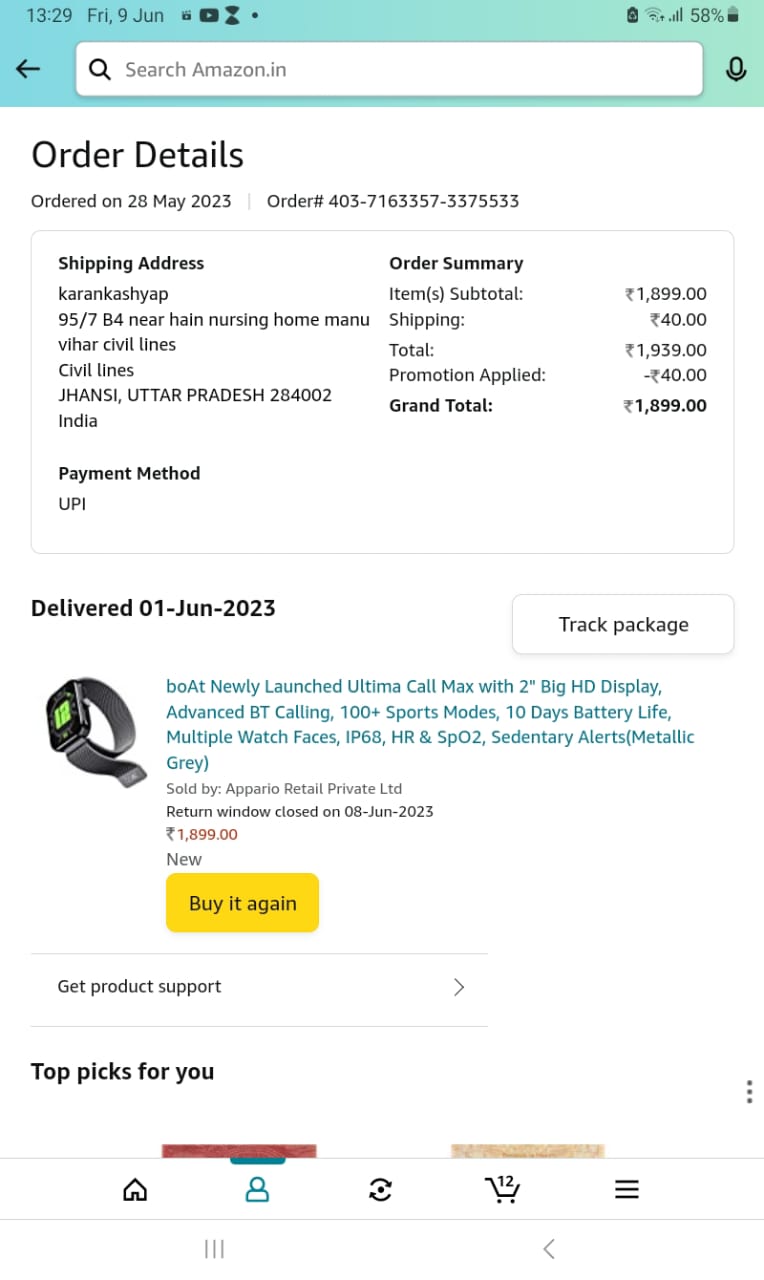 13:29 Fri, 9 Jun 58%
Search Amazon.in
Order Details
Ordered on 28 May 2023 | Order# 403-7163357-3375533
Shipping Address
karankashyap
95/7 B4 near hain nursing home manu
vihar civil lines
Civil lines
JHANSI, UTTAR PRADESH 284002
India
Payment Method
UPI
Order Summary
Item(s) Subtotal: ₹1,899.00
Shipping: ₹40.00
Total: ₹1,939.00
Promotion Applied: -₹40.00
Grand Total: ₹1,899.00
Delivered 01-Jun-2023
Track package
boAt Newly Launched Ultima Call Max with 2" Big HD Display,
Advanced BT Calling, 100+ Sports Modes, 10 Days Battery Life,
Multiple Watch Faces, IP68, HR & SpO2, Sedentary Alerts(Metallic
Grey)
Sold by: Appario Retail Private Ltd
Return window closed on 08-Jun-2023
₹1,899.00
New
Buy it again
Get product support
Top picks for you
12